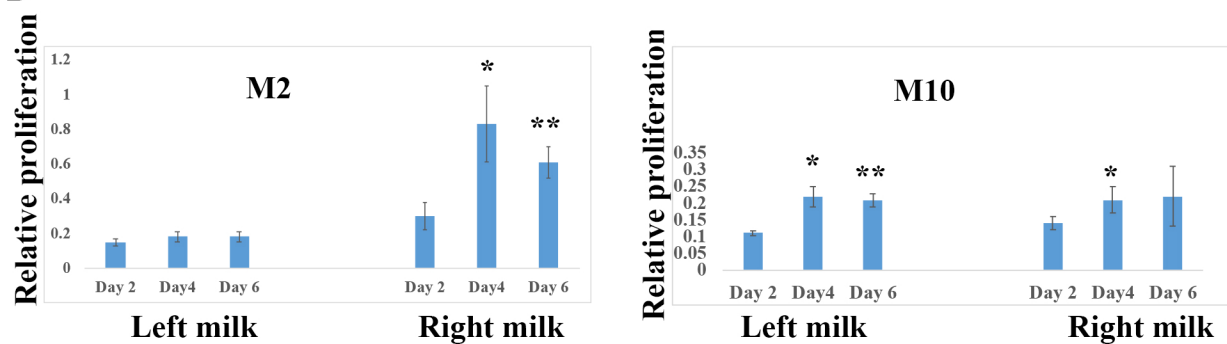 Relative proliferation
M2
1.2
1
0.8
0.6
0.4
0.2
0
*
**
Day 2 Day4 Day 6 Day 2 Day4 Day 6
Left milk Right milk
Relative proliferation
M10
0.35
0.3
0.25
0.2
0.15
0.1
0.05
0
* ** *
Day 2 Day4 Day 6 Day 2 Day4 Day 6
Left milk Right milk